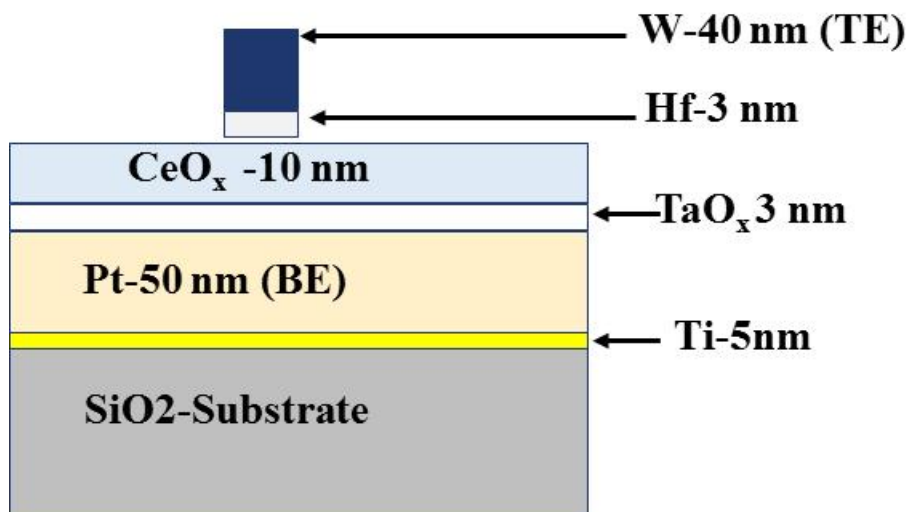 W-40 nm (TE)
Hf-3 nm
CeOx -10 nm
TaOx 3 nm
Pt-50 nm (BE)
Ti-5nm
SiO2-Substrate